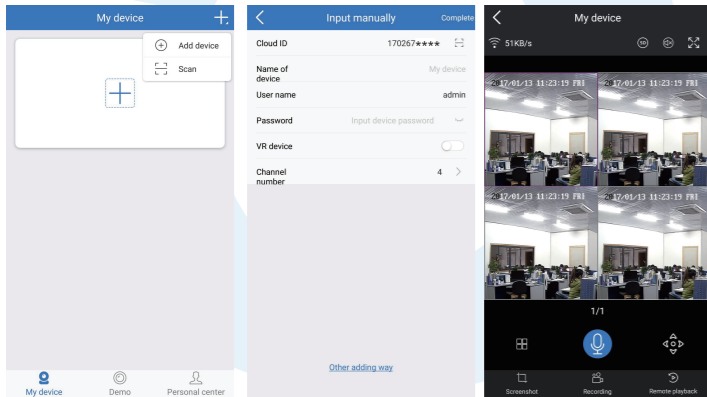 My device
Add device
Scan
My device
Demo
Personal center
Input manually
Complete
Cloud ID
170267****
Name of
device
My device
User name
admin
Password
Input device password
VR device
Channel
number
4
Other adding way
My device
51KB/s
SD
2017/01/13 11:23:19 FRI
2017/01/13 11:23:19 FRI
2017/01/13 11:23:19 FRI
2017/01/13 11:23:19 FRI
1/1
Screenshot
Recording
Remote playback